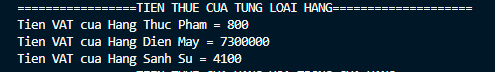 =================TIEN THUE CUA TUNG LOAI HANG====================
Tien VAT cua Hang Thuc Pham = 800
Tien VAT cua Hang Dien May = 7300000
Tien VAT cua Hang Sanh Su = 4100